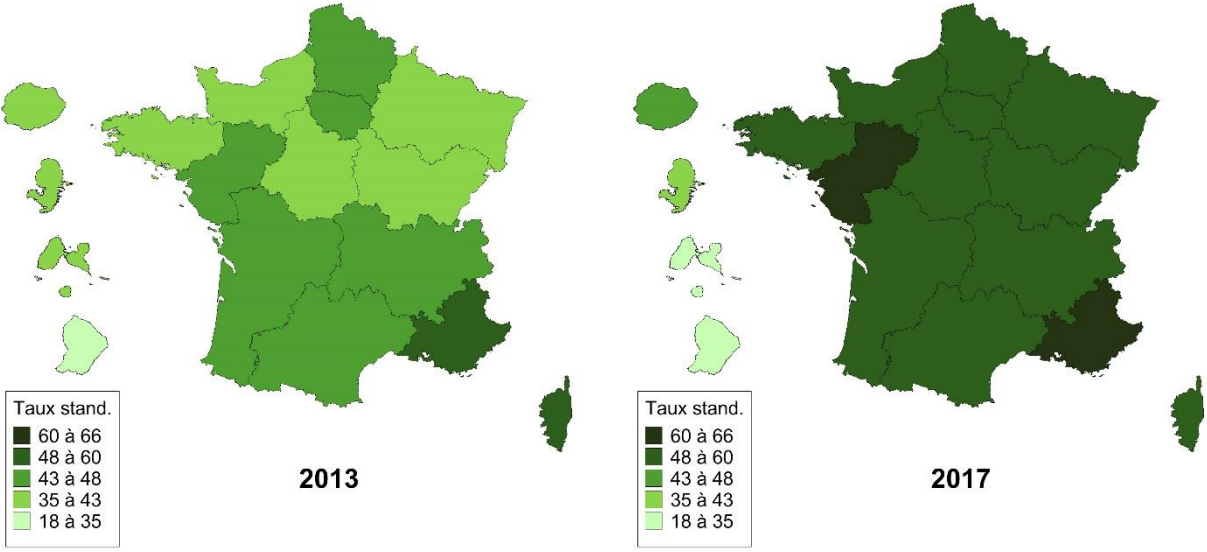 Taux stand.
60 à 66
48 à 60
43 à 48
35 à 43
18 à 35
2013
Taux stand.
60 à 66
48 à 60
43 à 48
35 à 43
18 à 35
2017